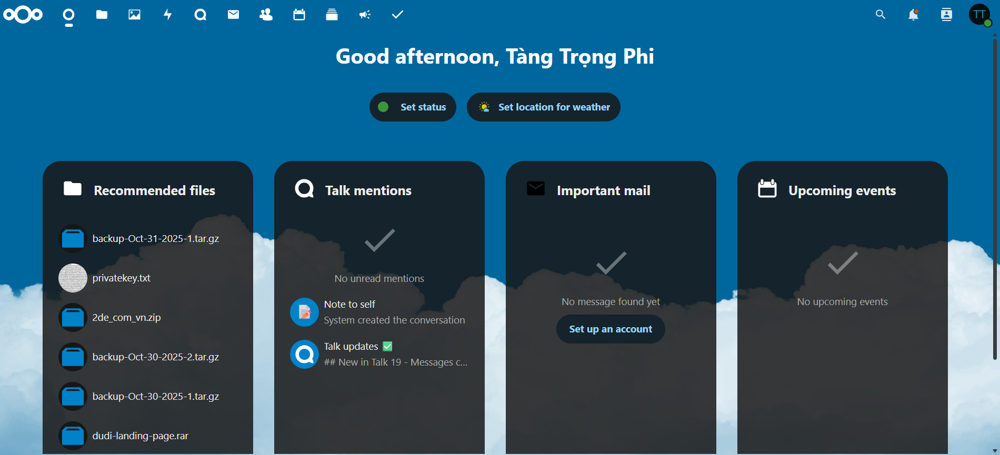 TT
Good afternoon, Tàng Trọng Phi
Set status
Set location for weather
Recommended files
backup-Oct-31-2025-1.tar.gz
privatekey.txt
2de_com_vn.zip
backup-Oct-30-2025-2.tar.gz
backup-Oct-30-2025-1.tar.gz
dudi-landing-page.rar
Talk mentions
No unread mentions
Note to self
System created the conversation
Talk updates ✅
## New in Talk 19 - Messages c...
Important mail
No message found yet
Set up an account
Upcoming events
No upcoming events